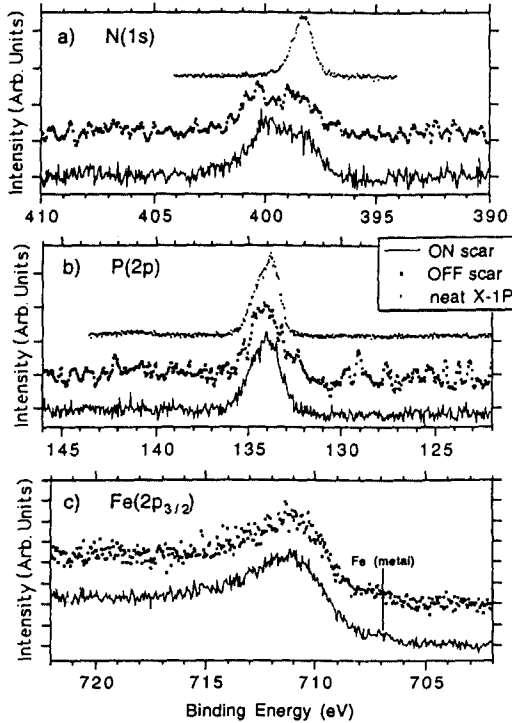 a) N(1s)
Intensity (Arb. Units)
410 405 400 395 390
b) P(2p)
ON scar
OFF scar
neat X-1P
Intensity (Arb. Units)
145 140 135 130 125
c) Fe(2p3/2)
Fe (metal)
Intensity (Arb. Units)
720 715 710 705
Binding Energy (eV)